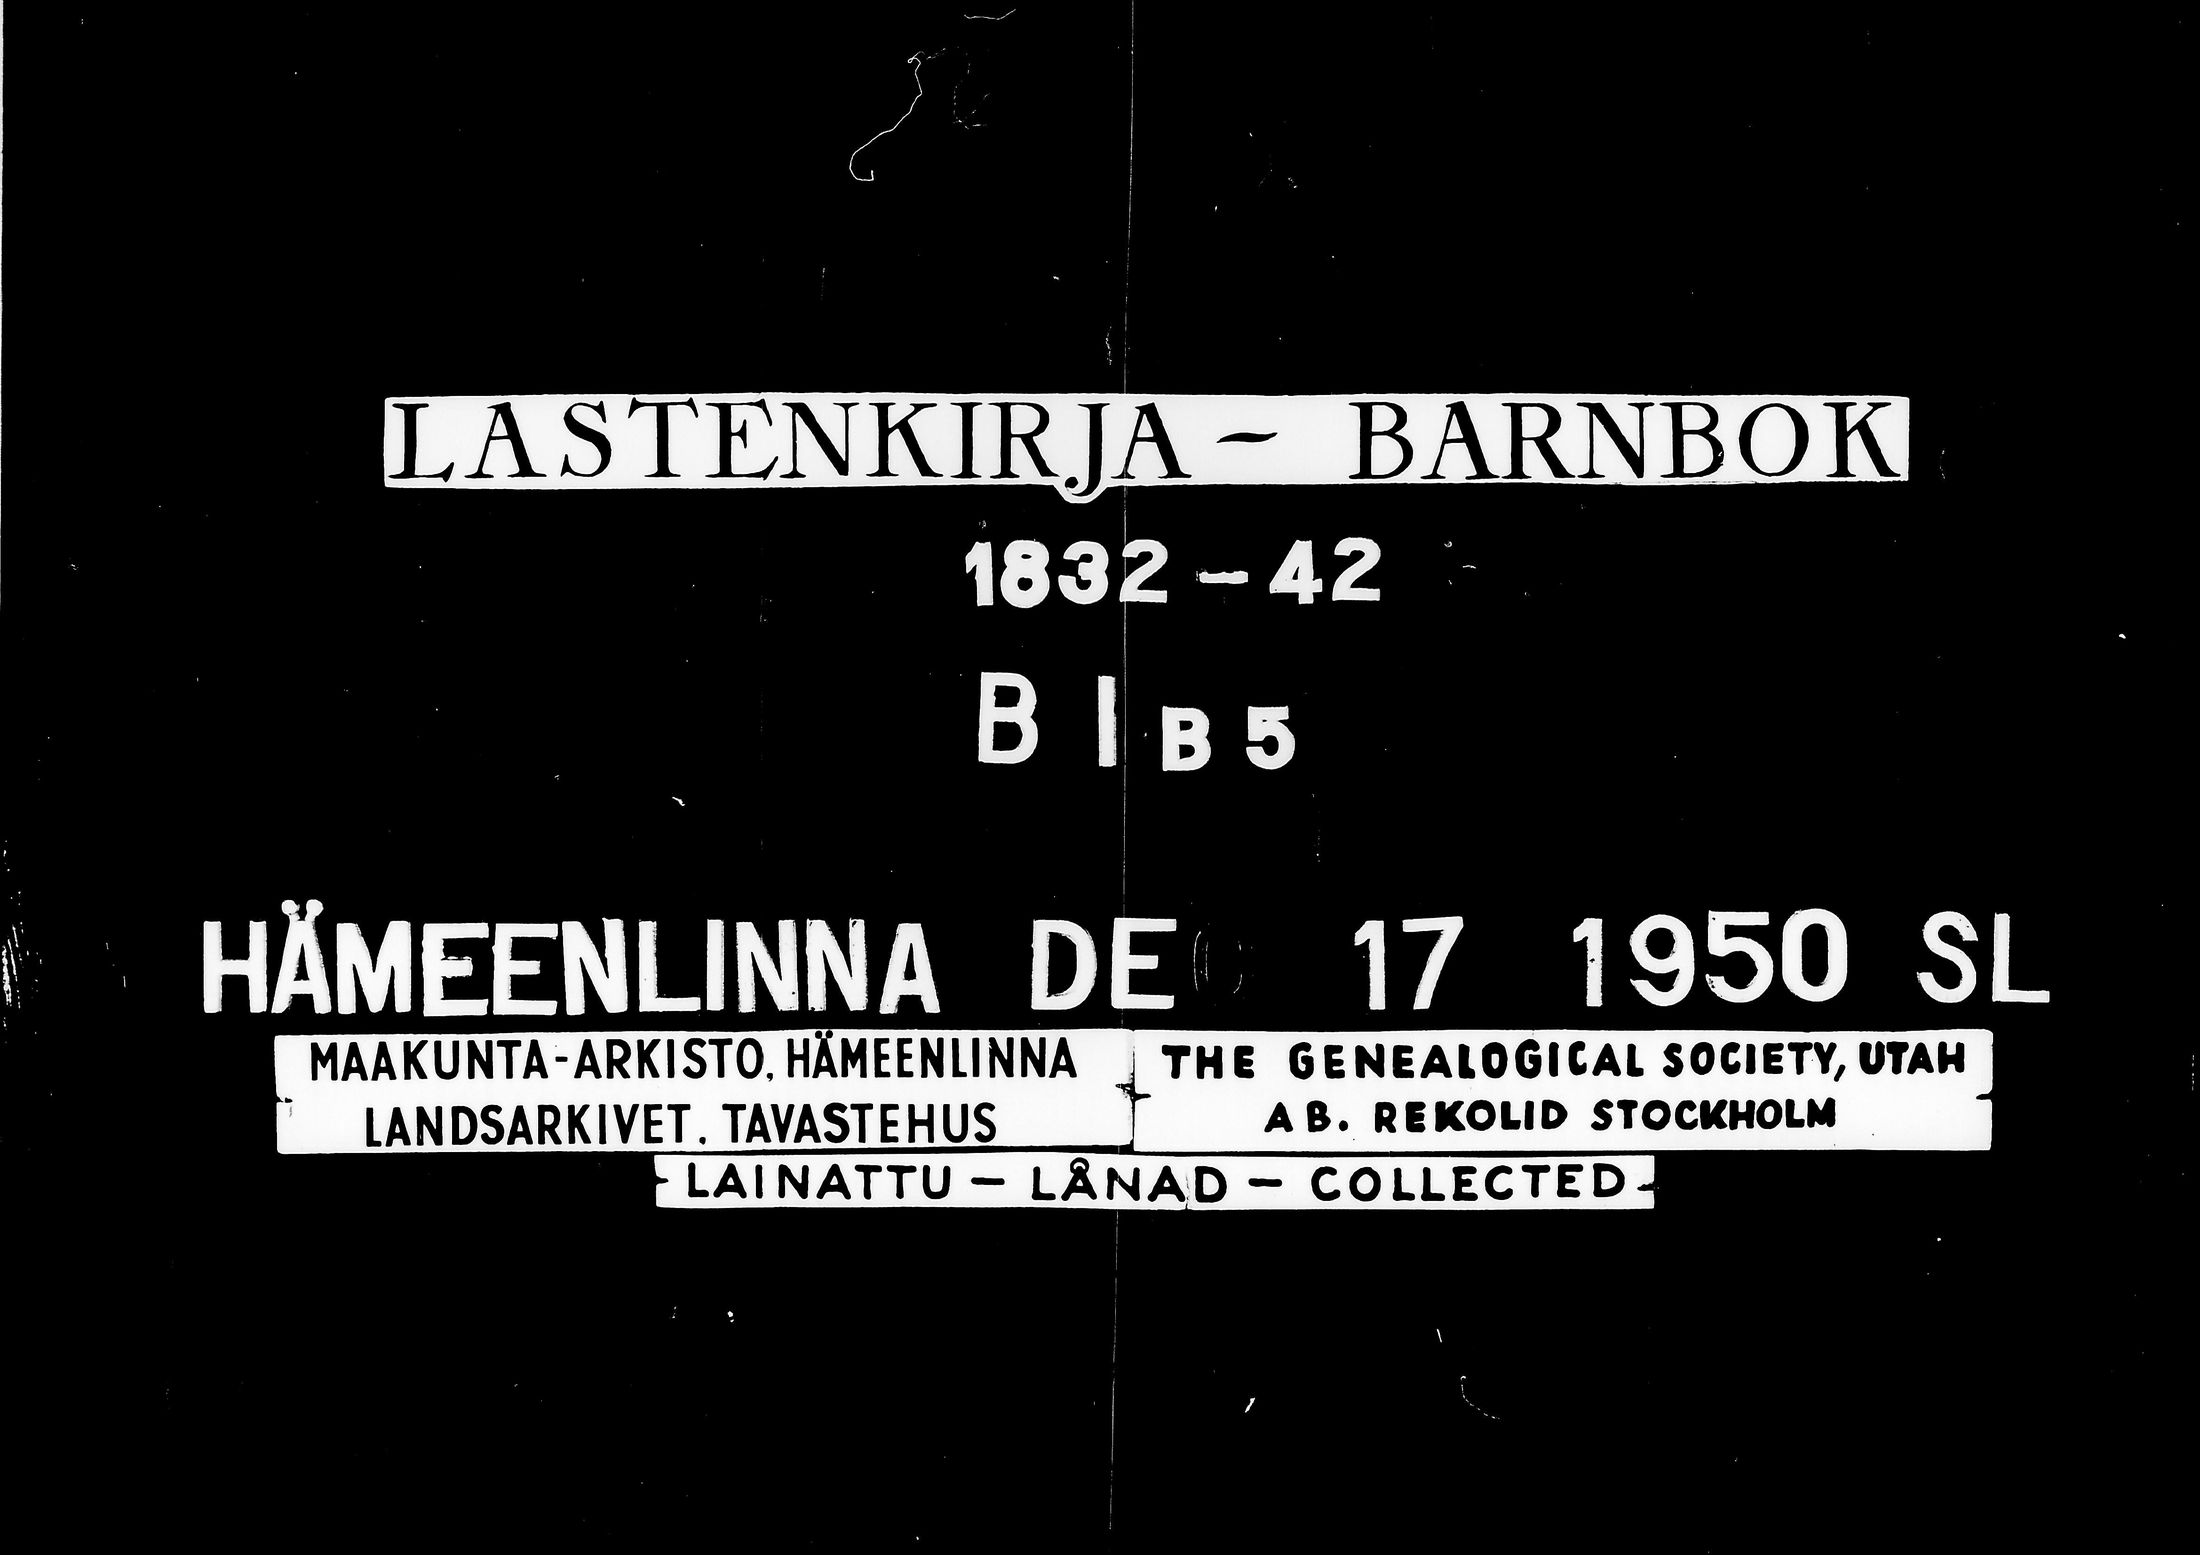 LASTENKIRJA - BARNBOK
1832-42
B I B 5
HÄMEENLINNA DEC 17 1950 SL
MAAKUNTA-ARKISTO, HÄMEENLINNA
LANDSARKIVET, TAVASTEHUS
THE GENEALOGICAL SOCIETY, UTAH
AB. REKOLID STOCKHOLM
LAINATTU - LÅNAD - COLLECTED